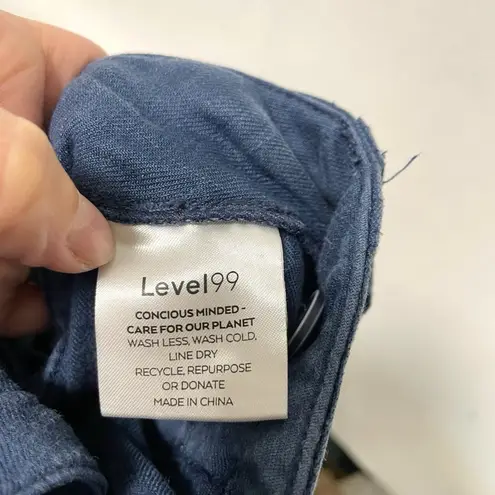 Level99
CONCIOUS MINDED -
CARE FOR OUR PLANET
WASH LESS, WASH COLD,
LINE DRY
RECYCLE, REPURPOSE
OR DONATE
MADE IN CHINA